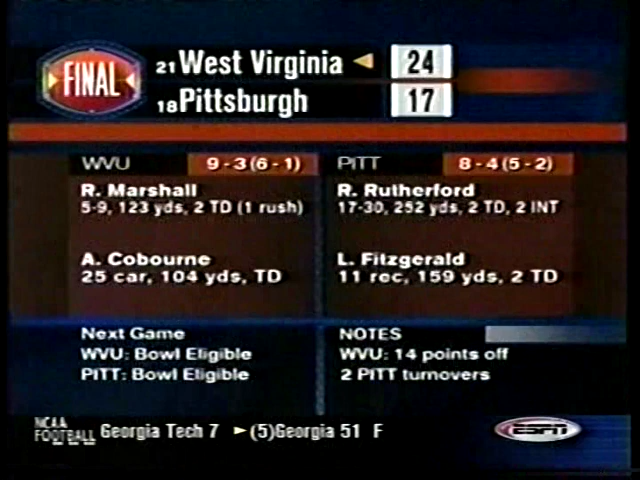 FINAL
21 West Virginia 24
18 Pittsburgh 17
WVU 9-3(6-1)
R. Marshall
5-9, 123 yds, 2 TD (1 rush)
A. Cobourne
25 car, 104 yds, TD
PITT 8-4(5-2)
R. Rutherford
17-30, 252 yds, 2 TD, 2 INT
L. Fitzgerald
11 rec, 159 yds, 2 TD
Next Game
WVU: Bowl Eligible
PITT: Bowl Eligible
NOTES
WVU: 14 points off
2 PITT turnovers
NCAA
FOOTBALL Georgia Tech 7 (5)Georgia 51 F
ESPN